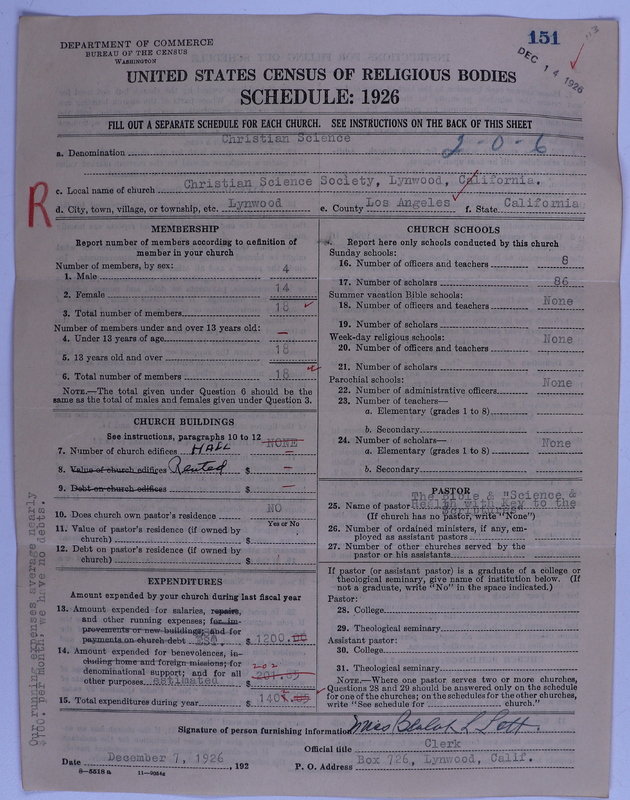 151
DEC 14 1926
DEPARTMENT OF COMMERCE
BUREAU OF THE CENSUS
WASHINGTON
UNITED STATES CENSUS OF RELIGIOUS BODIES
SCHEDULE: 1926
FILL OUT A SEPARATE SCHEDULE FOR EACH CHURCH. SEE INSTRUCTIONS ON THE BACK OF THIS SHEET
a. Denomination Christian Science 2-0-6
c. Local name of church Christian Science Society, Lynwood, California.
R
d. City, town, village, or township, etc. Lynwood e. County Los Angeles f. State California
MEMBERSHIP
Report number of members according to definition of
member in your church
Number of members, by sex:
1. Male 4
2. Female 14
3. Total number of members 18
Number of members under and over 13 years old:
4. Under 13 years of age —
5. 13 years old and over 18
6. Total number of members 18
NOTE.—The total given under Question 6 should be
the same as the total of males and females given under Question 3.
CHURCH BUILDINGS
See instructions, paragraphs 10 to 12
7. Number of church edifices HALL NONE —
8. Value of church edifices Rented $ —
9. Debt on church edifices $ —
10. Does church own pastor's residence NO
Yes or No
11. Value of pastor's residence (if owned by
church) $
12. Debt on pastor's residence (if owned by
church) $
EXPENDITURES
Amount expended by your church during last fiscal year
13. Amount expended for salaries, repairs,
and other running expenses; for im-
provements or new buildings; and for
payments on church debt $ 1200.00
14. Amount expended for benevolences, in-
cluding home and foreign missions; for
denominational support; and for all 202
other purposes estimated $ 201.05
15. Total expenditures during year $
Our running expenses average nearly
$100. per month: we have no debts.
CHURCH SCHOOLS
Report here only schools conducted by this church
Sunday schools:
16. Number of officers and teachers 8
17. Number of scholars 86
Summer vacation Bible schools:
18. Number of officers and teachers None
19. Number of scholars
Week-day religious schools:
20. Number of officers and teachers None
21. Number of scholars
Parochial schools:
22. Number of administrative officers None
23. Number of teachers—
a. Elementary (grades 1 to 8)
b. Secondary
24. Number of scholars— None
a. Elementary (grades 1 to 8)
b. Secondary
PASTOR
The Bible & "Science &
25. Name of pastor Health with Key to the
(If church has no pastor, write "None")
26. Number of ordained ministers, if any, em-
ployed as assistant pastors
27. Number of other churches served by the
pastor or his assistants
If pastor (or assistant pastor) is a graduate of a college or
theological seminary, give name of institution below. (If
not a graduate, write "No" in the space indicated.)
Pastor:
28. College
29. Theological seminary
Assistant pastor:
30. College
31. Theological seminary
NOTE.—Where one pastor serves two or more churches,
Questions 28 and 29 should be answered only on the schedule
for one of the churches; on the schedules for the other churches,
write "See schedule for church."
Signature of person furnishing information
Official title Clerk
Date December 7, 1926, 192 P. O. Address Box 726, Lynwood, Calif.
8-5518 a 11-9054a